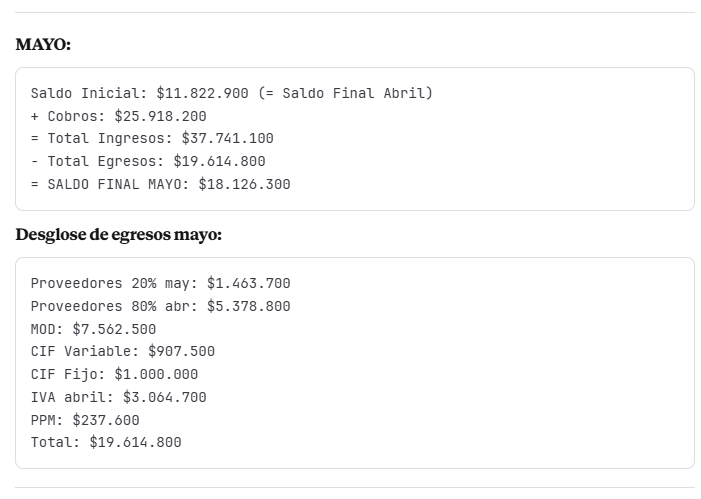 MAYO:
Saldo Inicial: $11.822.900 (= Saldo Final Abril)
+ Cobros: $25.918.200
= Total Ingresos: $37.741.100
- Total Egresos: $19.614.800
= SALDO FINAL MAYO: $18.126.300
Desglose de egresos mayo:
Proveedores 20% may: $1.463.700
Proveedores 80% abr: $5.378.800
MOD: $7.562.500
CIF Variable: $907.500
CIF Fijo: $1.000.000
IVA abril: $3.064.700
PPM: $237.600
Total: $19.614.800